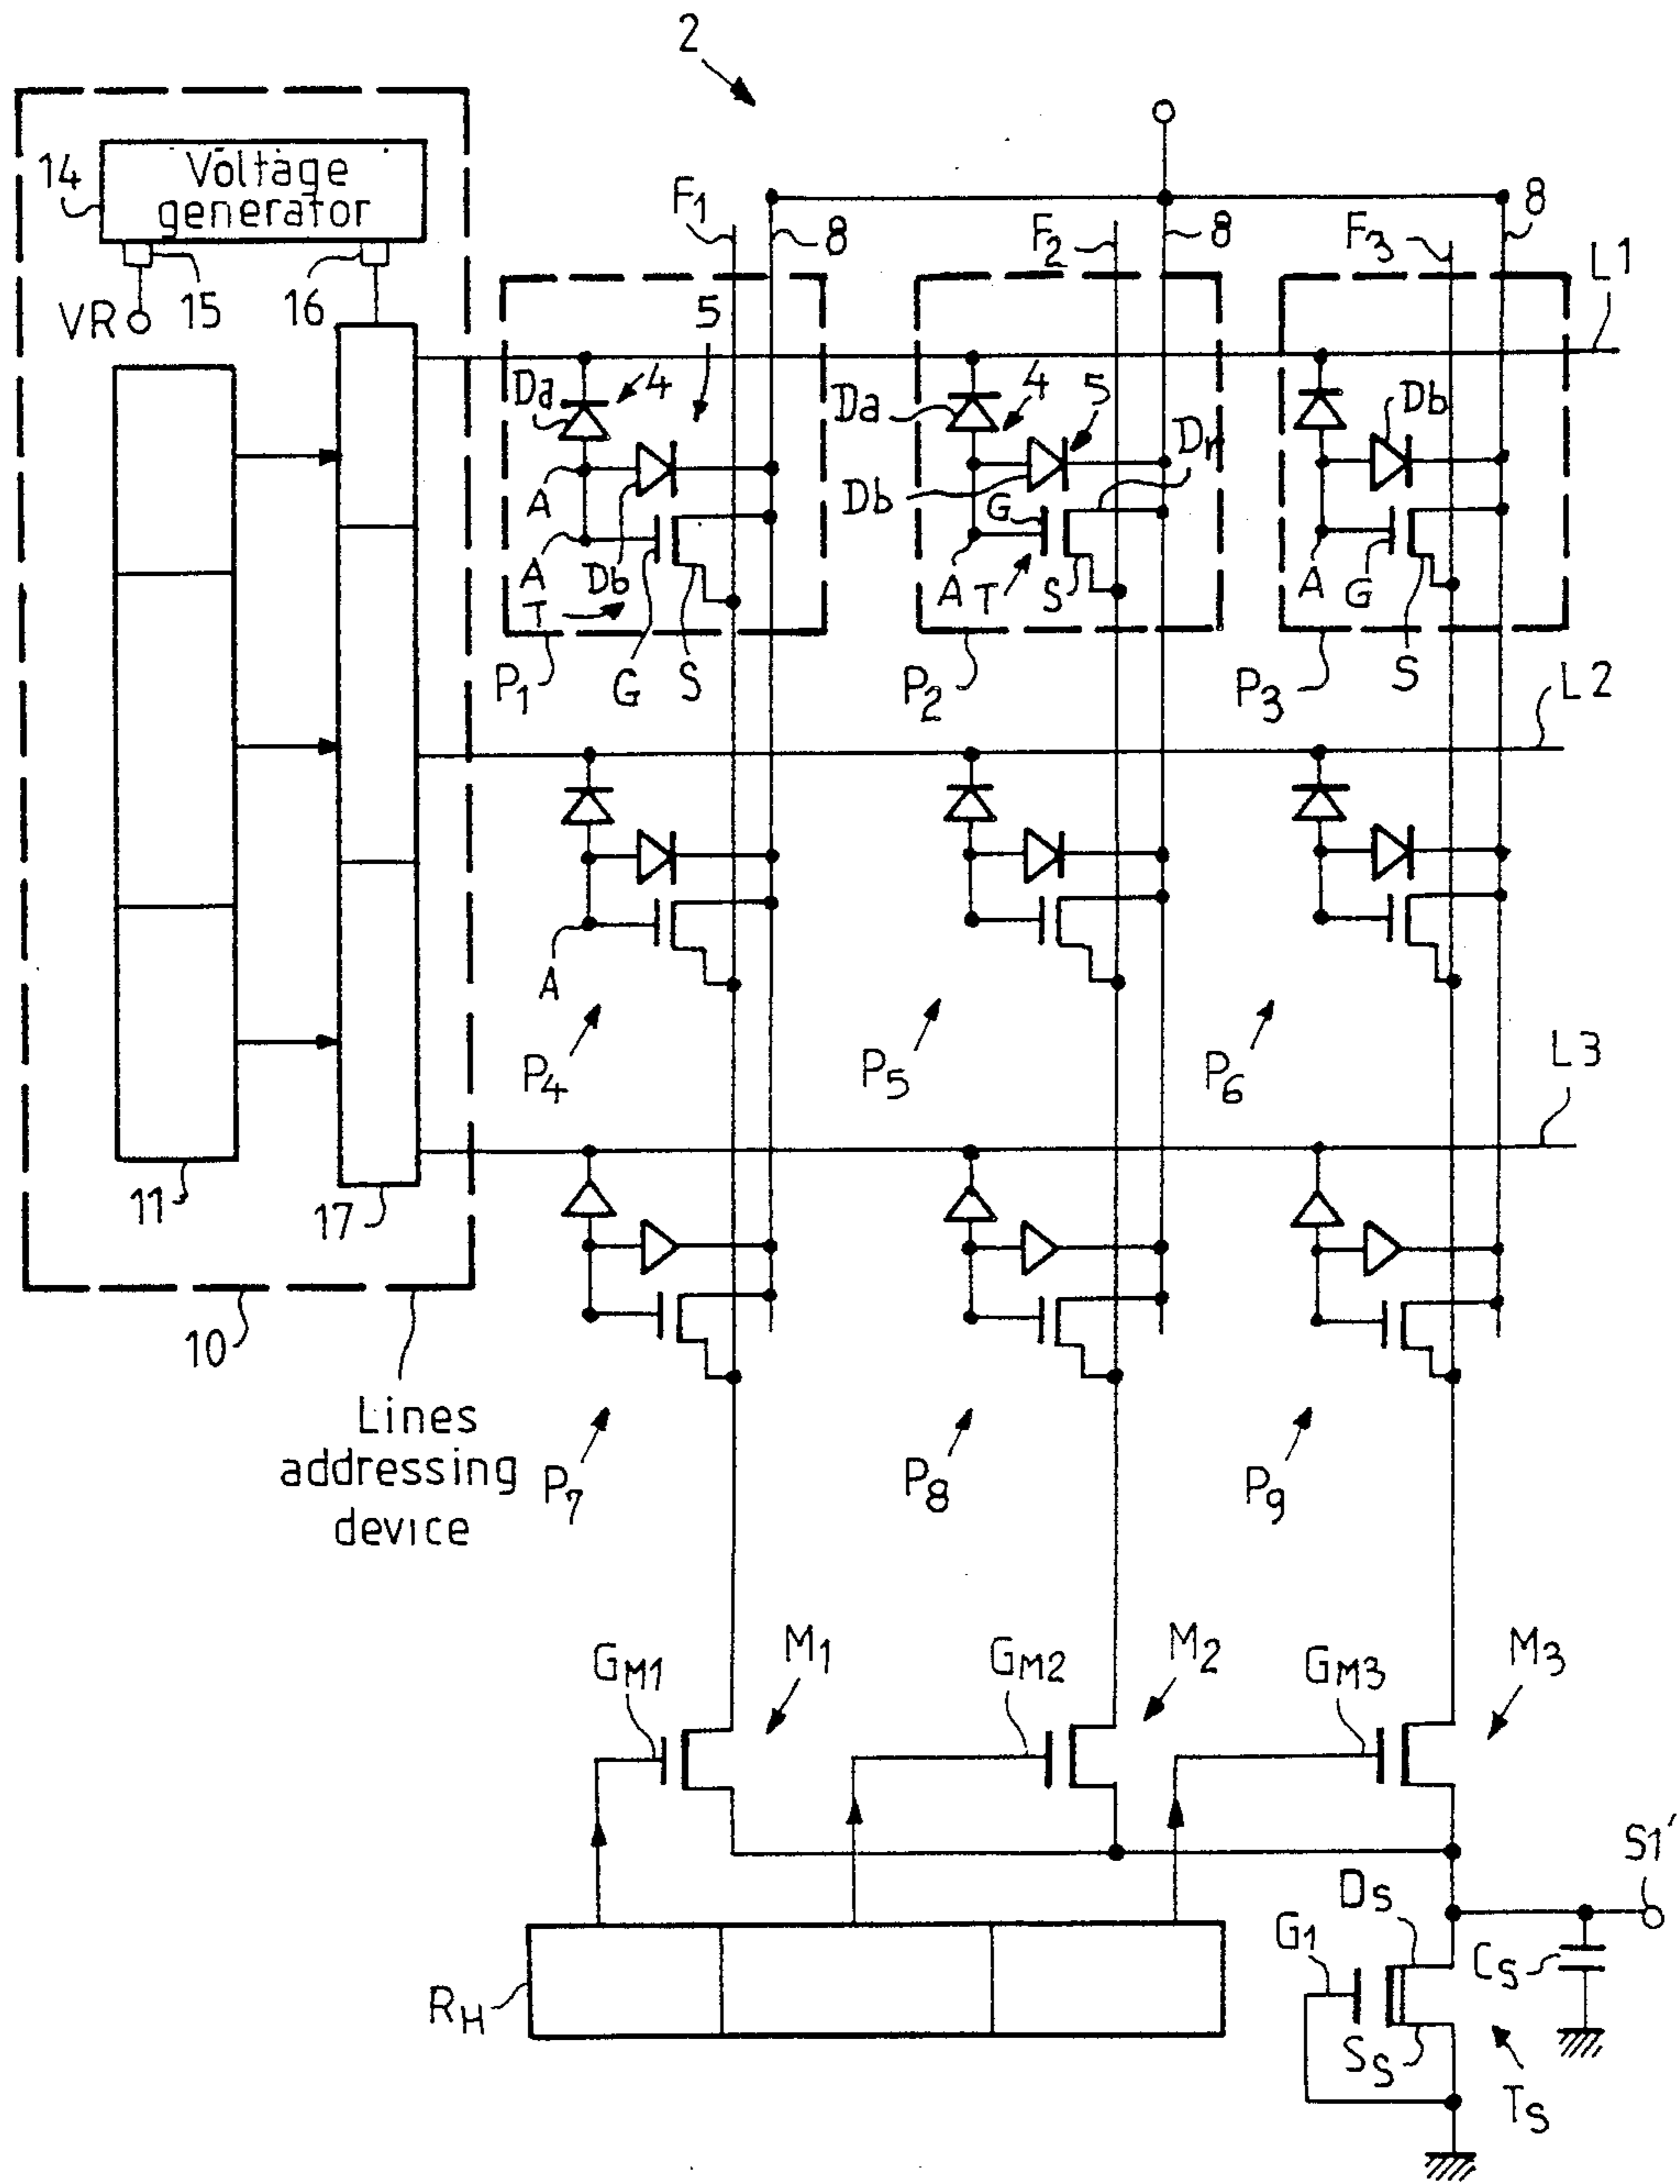 2
14
Voltage
generator
F1
8
F2
8
F3
8
L1
VR
15
16
5
Da
4
Da
4
5
Dr
Db
A
A
Db
T
Db
G
A
T
S
A
G
P1
G
S
P2
P3
S
L2
A
P4
P5
P6
L3
11
17
10
Lines
addressing
device
P7
P8
P9
GM1
M1
GM2
M2
GM3
M3
S1'
DS
G1
CS
RH
SS
TS